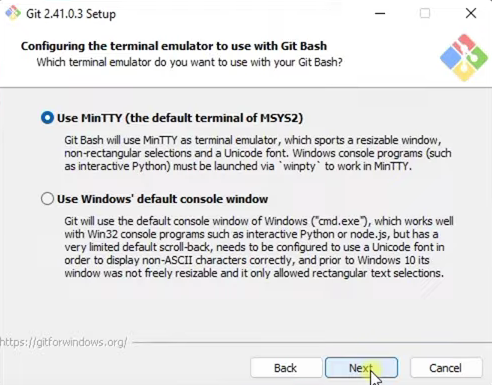 Git 2.41.0.3 Setup
Configuring the terminal emulator to use with Git Bash
Which terminal emulator do you want to use with your Git Bash?
Use MinTTY (the default terminal of MSYS2)
Git Bash will use MinTTY as terminal emulator, which sports a resizable window,
non-rectangular selections and a Unicode font. Windows console programs (such
as interactive Python) must be launched via `winpty` to work in MinTTY.
Use Windows' default console window
Git will use the default console window of Windows ("cmd.exe"), which works well
with Win32 console programs such as interactive Python or node.js, but has a
very limited default scroll-back, needs to be configured to use a Unicode font in
order to display non-ASCII characters correctly, and prior to Windows 10 its
window was not freely resizable and it only allowed rectangular text selections.
https://gitforwindows.org/
Back
Next
Cancel